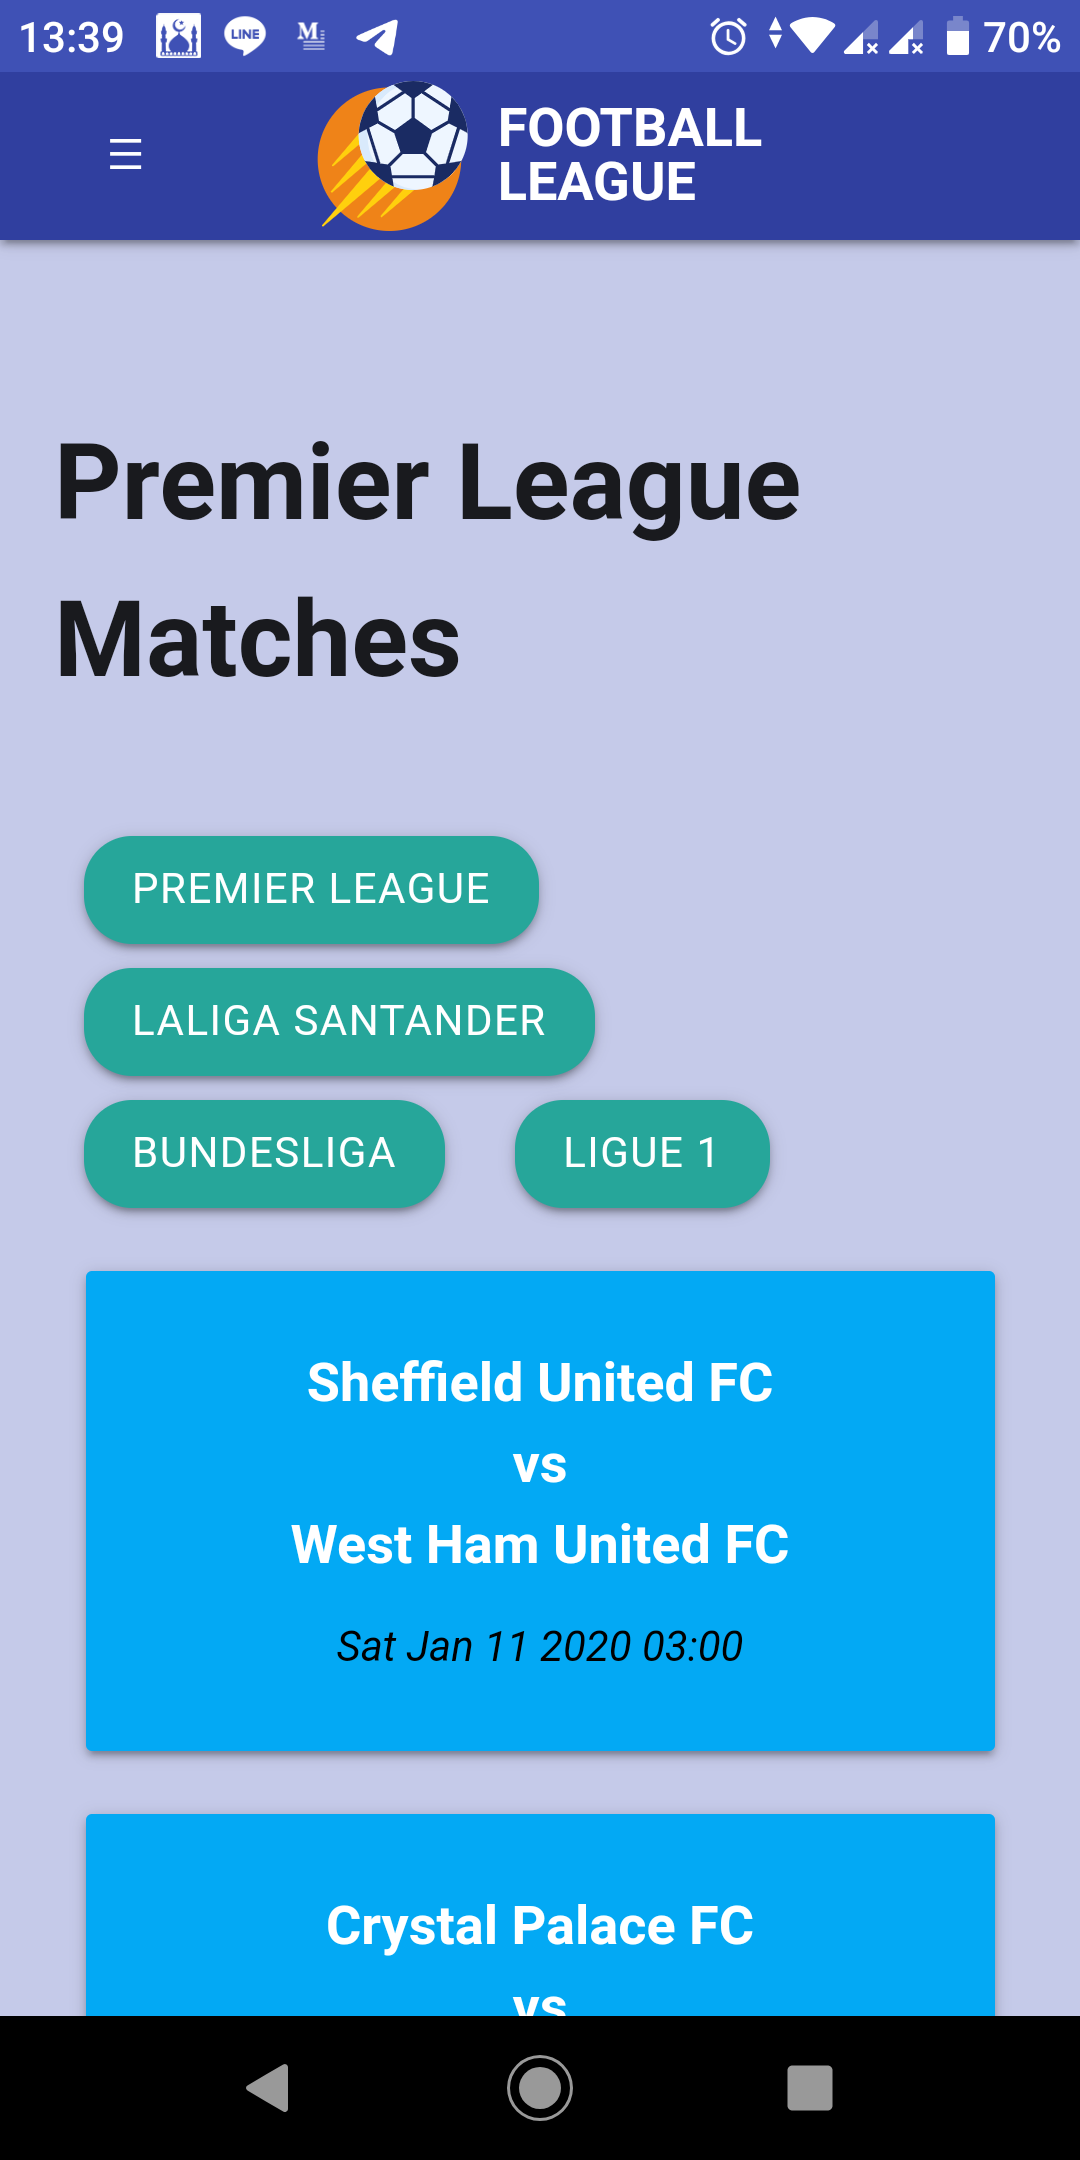 13:39
LINE
M
70%
FOOTBALL
LEAGUE
Premier League
Matches
PREMIER LEAGUE
LALIGA SANTANDER
BUNDESLIGA
LIGUE 1
Sheffield United FC
vs
West Ham United FC
Sat Jan 11 2020 03:00
Crystal Palace FC
vs